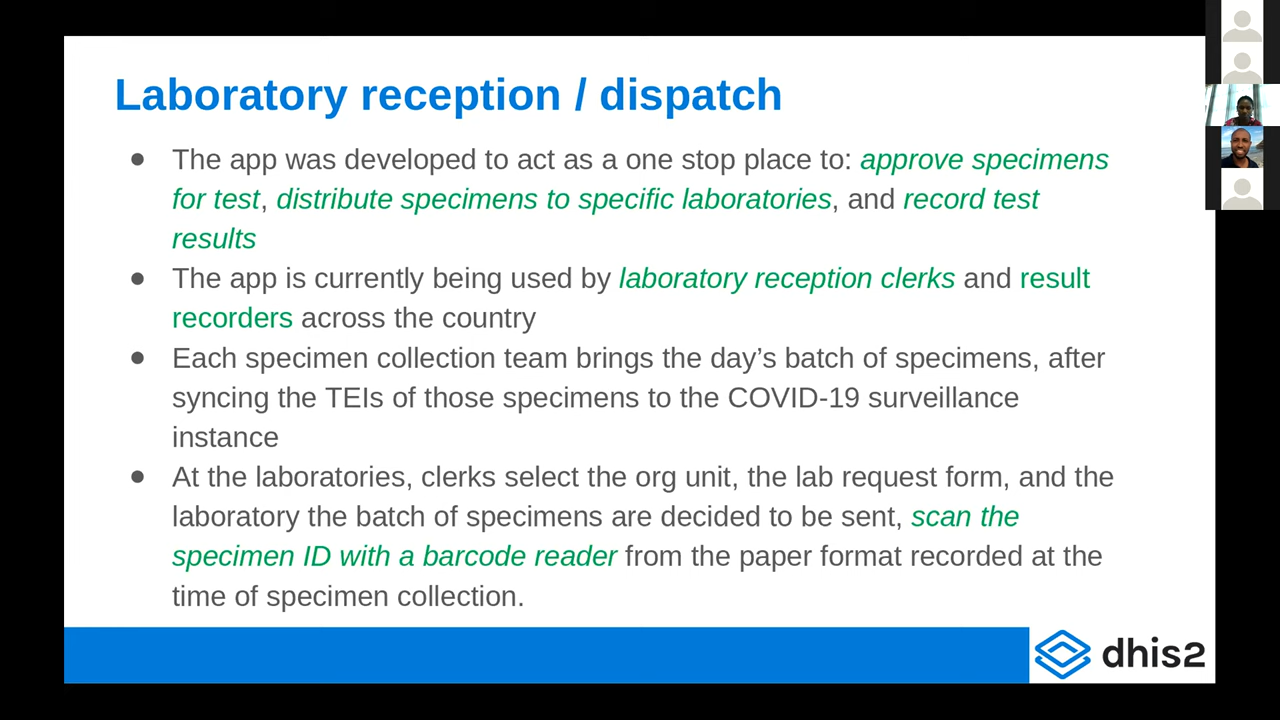 Laboratory reception / dispatch
● The app was developed to act as a one stop place to: approve specimens
for test, distribute specimens to specific laboratories, and record test
results
● The app is currently being used by laboratory reception clerks and result
recorders across the country
● Each specimen collection team brings the day’s batch of specimens, after
syncing the TEIs of those specimens to the COVID-19 surveillance
instance
● At the laboratories, clerks select the org unit, the lab request form, and the
laboratory the batch of specimens are decided to be sent, scan the
specimen ID with a barcode reader from the paper format recorded at the
time of specimen collection.
dhis2